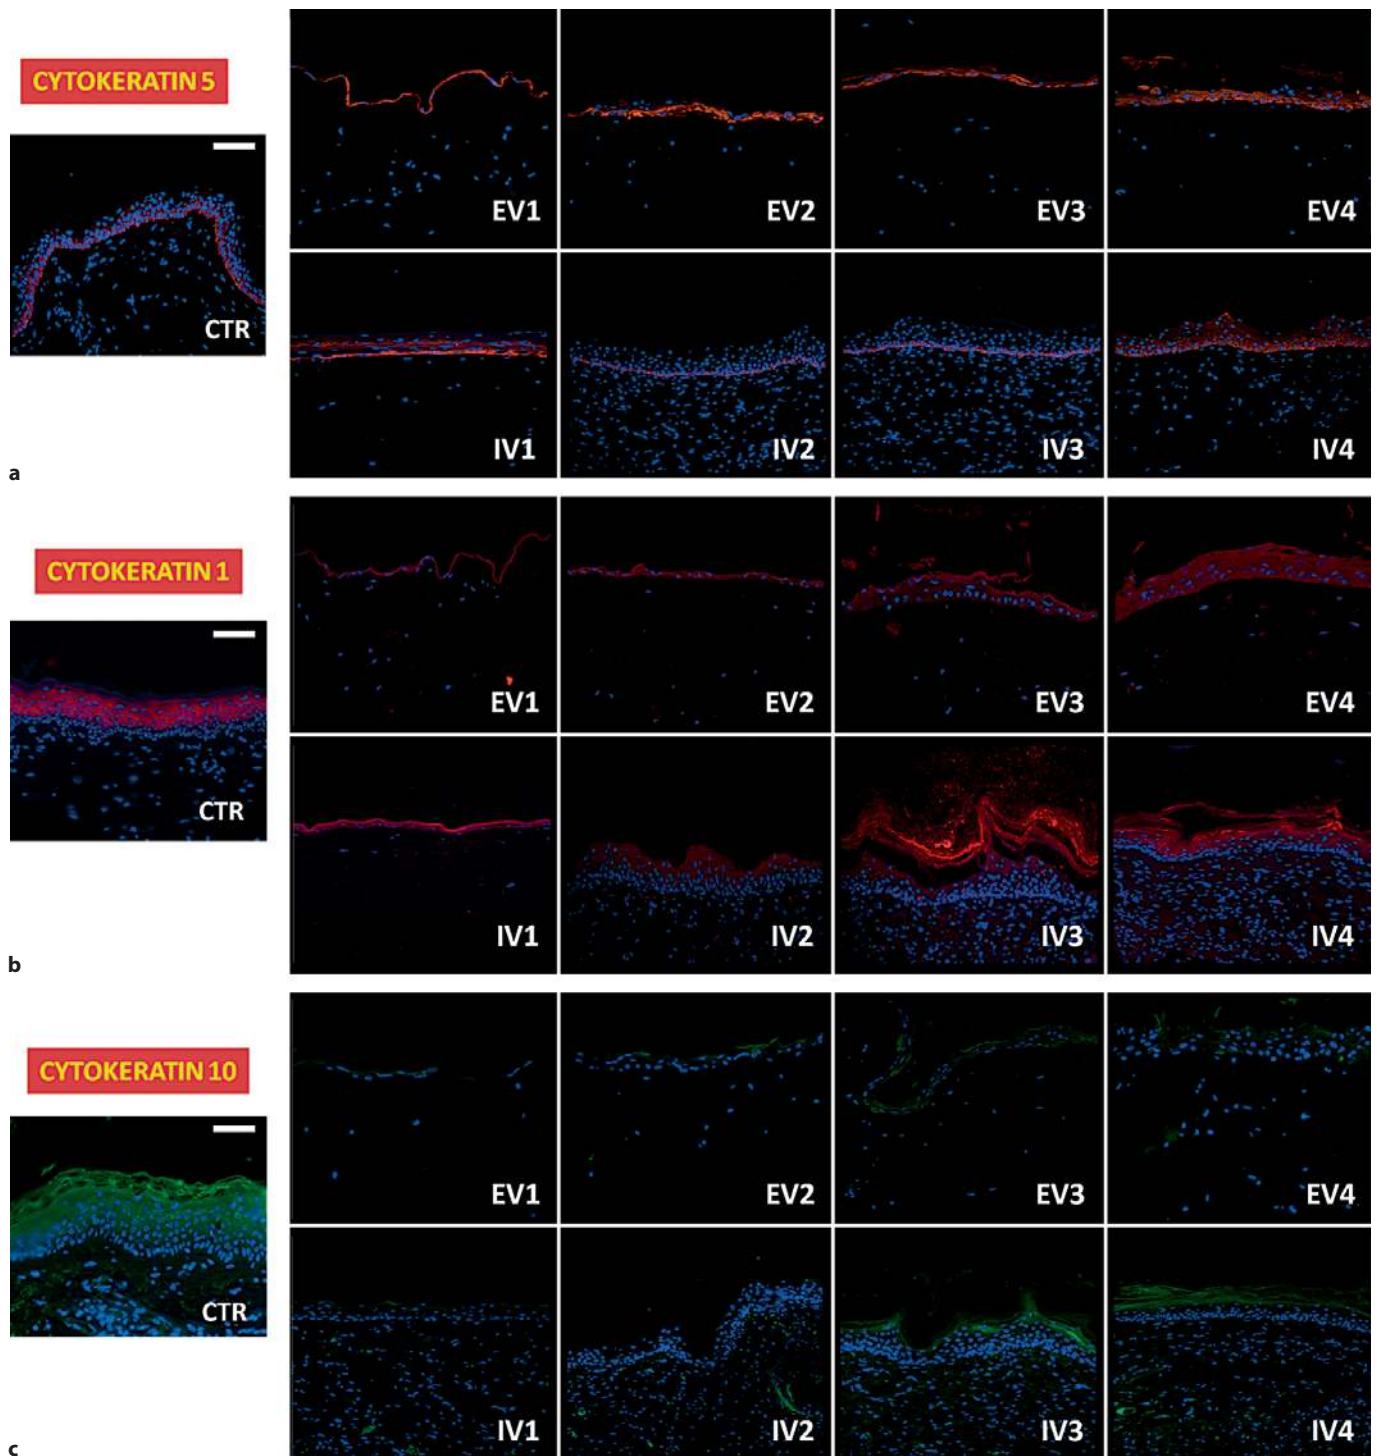 CYTOKERATIN 5
CTR
EV1
EV2
EV3
EV4
IV1
IV2
IV3
IV4
a
CYTOKERATIN 1
CTR
EV1
EV2
EV3
EV4
IV1
IV2
IV3
IV4
b
CYTOKERATIN 10
CTR
EV1
EV2
EV3
EV4
IV1
IV2
IV3
IV4
c